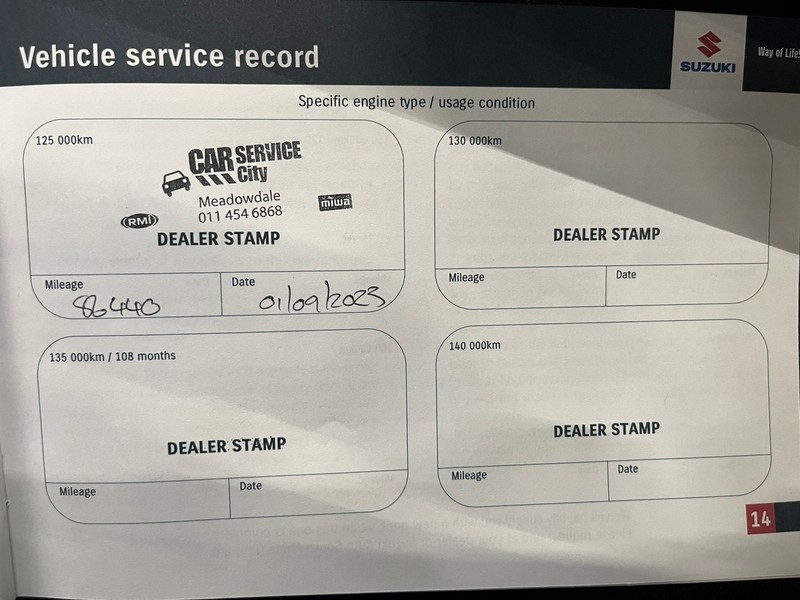 Vehicle service record
SUZUKI
Way of Life!
Specific engine type / usage condition
125 000km
CAR SERVICE
City
Meadowdale
011 454 6868
RMI
miwa
DEALER STAMP
Mileage
86440
Date
01/09/2023
130 000km
DEALER STAMP
Mileage
Date
135 000km / 108 months
DEALER STAMP
Mileage
Date
140 000km
DEALER STAMP
Mileage
Date
14